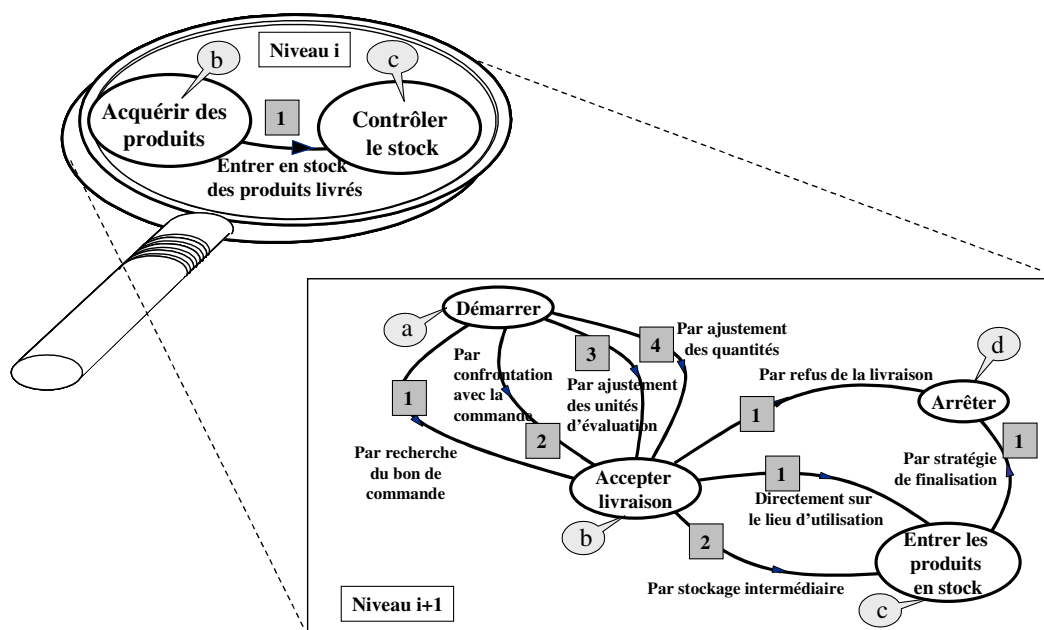 Niveau i
b
c
Acquérir des
produits
1
Contrôler
le stock
Entrer en stock
des produits livrés
Démarrer
a
Par
confrontation
avec la
commande
3
4
Par ajustement
des quantités
Par ajustement
des unités
d'évaluation
1
2
Par recherche
du bon de
commande
Accepter
livraison
b
Par refus de la livraison
1
d
Arrêter
1
Par stratégie
de finalisation
1
Directement sur
le lieu d'utilisation
2
Par stockage intermédiaire
Entrer les
produits
en stock
c
Niveau i+1